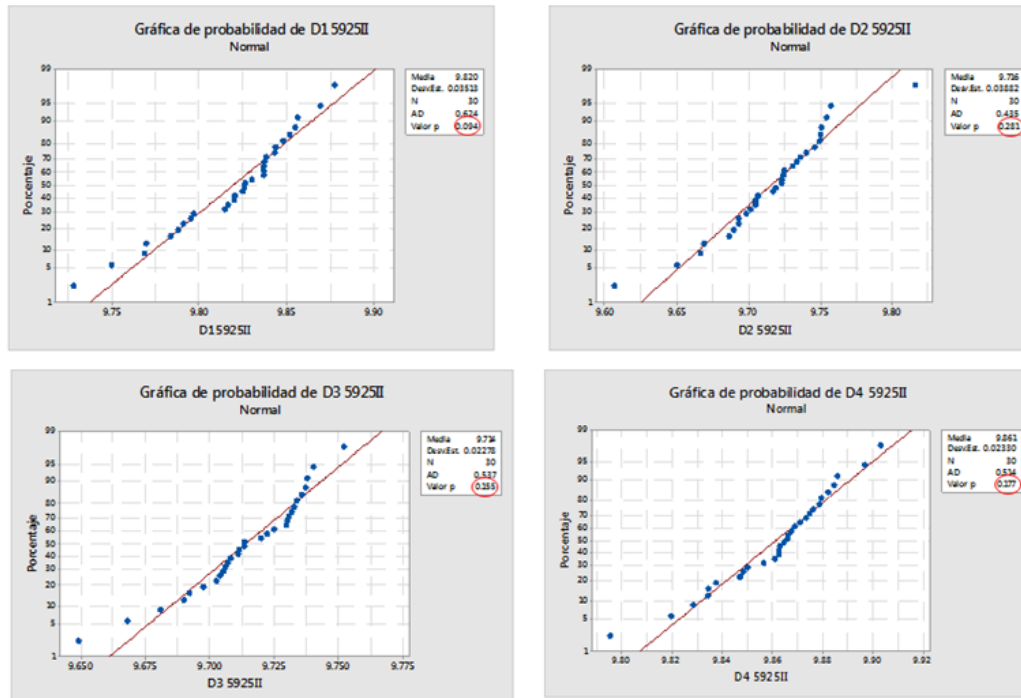 Gráfica de probabilidad de D1 5925II
Normal
Media 9.820
Desv.Est. 0.03513
N 30
AD 0.624
Valor p 0.094
Porcentaje
99
95
90
80
70
60
50
40
30
20
10
5
1
9.75 9.80 9.85 9.90
D1 5925II
Gráfica de probabilidad de D2 5925II
Normal
Media 9.716
Desv.Est. 0.03882
N 30
AD 0.435
Valor p 0.281
Porcentaje
99
95
90
80
70
60
50
40
30
20
10
5
1
9.60 9.65 9.70 9.75 9.80
D2 5925II
Gráfica de probabilidad de D3 5925II
Normal
Media 9.714
Desv.Est. 0.02278
N 30
AD 0.537
Valor p 0.155
Porcentaje
99
95
90
80
70
60
50
40
30
20
10
5
1
9.650 9.675 9.700 9.725 9.750 9.775
D3 5925II
Gráfica de probabilidad de D4 5925II
Normal
Media 9.861
Desv.Est. 0.02330
N 30
AD 0.514
Valor p 0.177
Porcentaje
99
95
90
80
70
60
50
40
30
20
10
5
1
9.80 9.82 9.84 9.86 9.88 9.90 9.92
D4 5925II